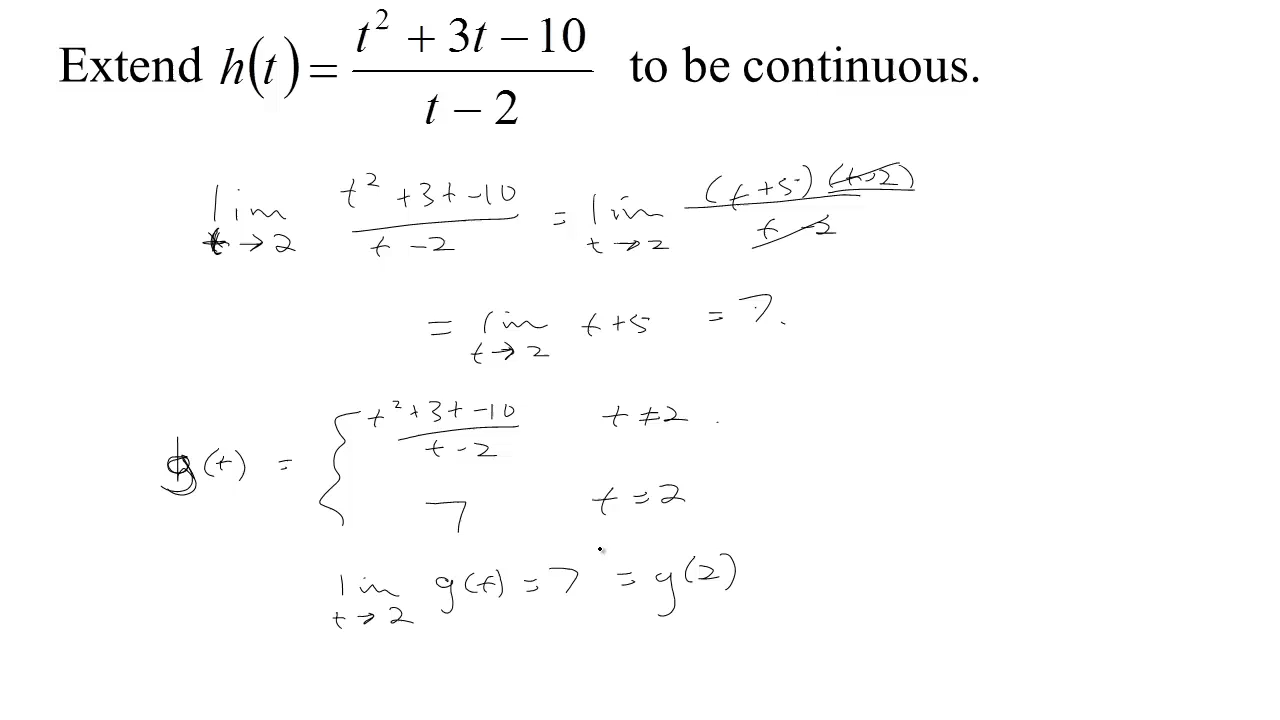 Extend h(t) = (t² + 3t − 10)/(t − 2) to be continuous.
lim t→2 (t² + 3t − 10)/(t − 2) = lim t→2 (t + 5)(t − 2)/(t − 2)
= lim t→2 t + 5 = 7.
g(t) = { (t² + 3t − 10)/(t − 2) t ≠ 2.
7 t = 2
lim t→2 g(t) = 7 = g(2)